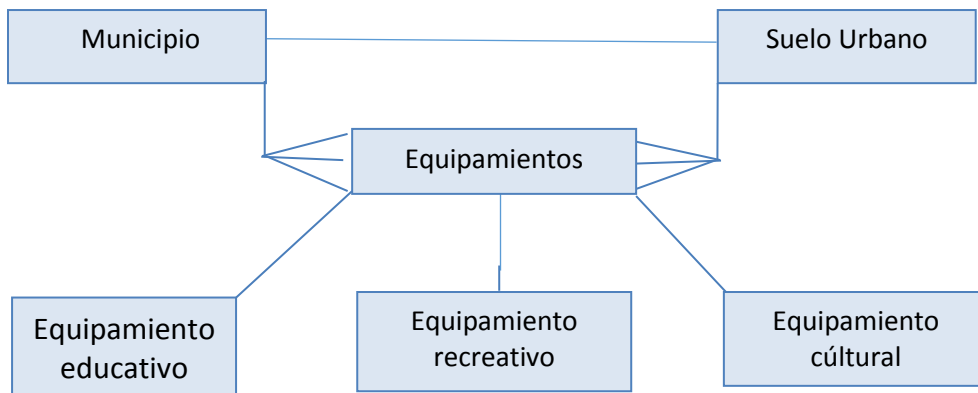 Municipio
Suelo Urbano
Equipamientos
Equipamiento
educativo
Equipamiento
recreativo
Equipamiento
cúltural